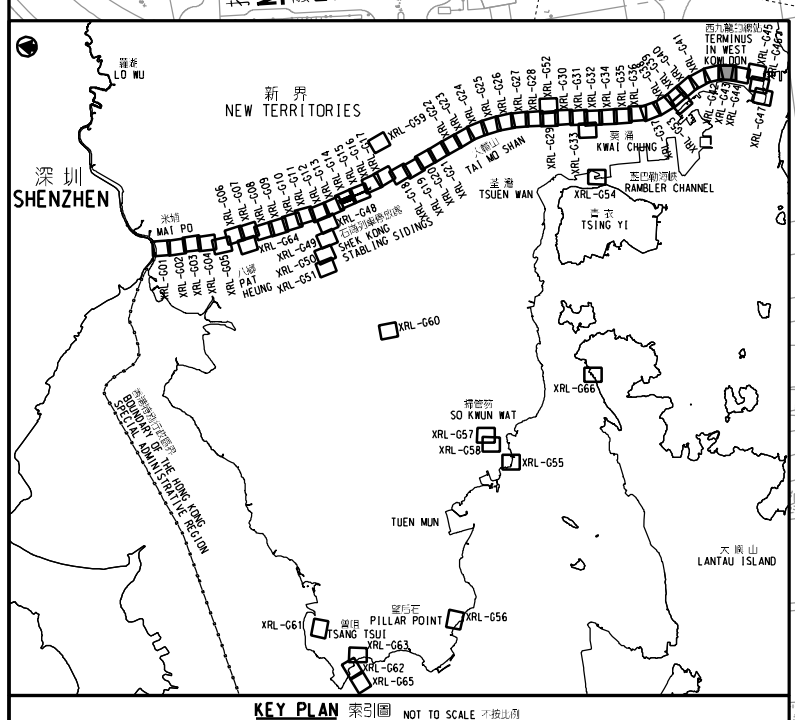 羅湖
LO WU
新界
NEW TERRITORIES
深圳
SHENZHEN
米埔
MAI PO
西九龍總站
TERMINUS
IN WEST
KOWLOON
XRL-G45
XRL-G47
XRL-G44
XRL-G43
XRL-G42
XRL-G41
XRL-G40
XRL-G39
XRL-G37
XRL-G36
XRL-G35
XRL-G34
XRL-G33
XRL-G32
XRL-G31
XRL-G30
XRL-G29
XRL-G52
XRL-G28
XRL-G27
XRL-G26
XRL-G25
XRL-G24
XRL-G23
XRL-G22
XRL-G21
XRL-G20
XRL-G19
XRL-G18
XRL-G59
XRL-G17
XRL-G16
XRL-G15
XRL-G14
XRL-G13
XRL-G12
XRL-G11
XRL-G10
XRL-G09
XRL-G08
XRL-G07
XRL-G06
XRL-G05
XRL-G04
XRL-G03
XRL-G02
XRL-G01
XRL-G64
XRL-G48
XRL-G49
XRL-G50
XRL-G51
八鄉
PAT
HEUNG
石崗列車停放處
SHEK KONG
STABLING SIDINGS
大帽山
TAI MO SHAN
葵涌
KWAI CHUNG
荃灣
TSUEN WAN
藍巴勒海峽
RAMBLER CHANNEL
XRL-G54
青衣
TSING YI
XRL-G60
XRL-G66
掃管笏
SO KWUN WAT
XRL-G57
XRL-G58
XRL-G55
香港特別行政區界
BOUNDARY OF THE HONG KONG
SPECIAL ADMINISTRATIVE REGION
TUEN MUN
大嶼山
LANTAU ISLAND
望后石
PILLAR POINT
XRL-G56
XRL-G61
曾咀
TSANG TSUI
XRL-G63
XRL-G62
XRL-G65
KEY PLAN 索引圖 NOT TO SCALE 不按比例